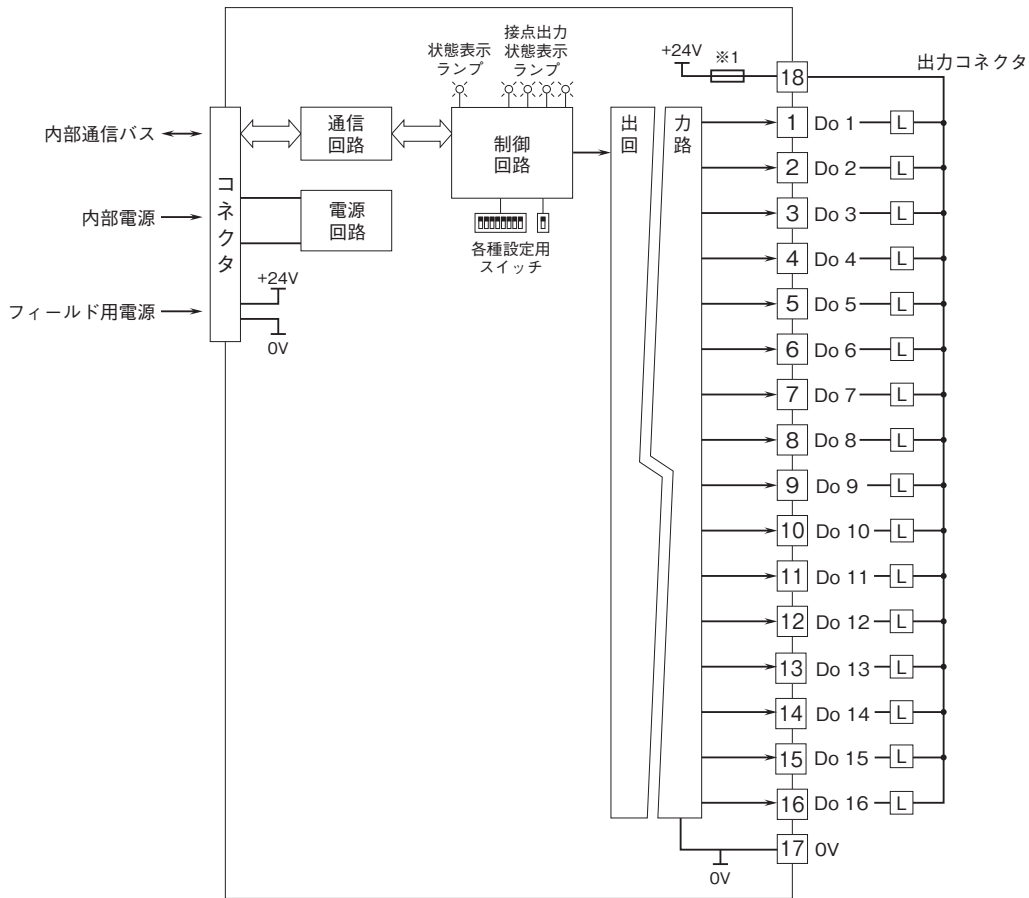 状態表示
ランプ
接点出力
状態表示
ランプ
+24V
※1
18
出力コネクタ
内部通信バス
通信
回路
制御
回路
出力
回路
コネクタ
内部電源
電源
回路
各種設定用
スイッチ
フィールド用電源
+24V
0V
1 Do 1 L
2 Do 2 L
3 Do 3 L
4 Do 4 L
5 Do 5 L
6 Do 6 L
7 Do 7 L
8 Do 8 L
9 Do 9 L
10 Do 10 L
11 Do 11 L
12 Do 12 L
13 Do 13 L
14 Do 14 L
15 Do 15 L
16 Do 16 L
17 0V
0V